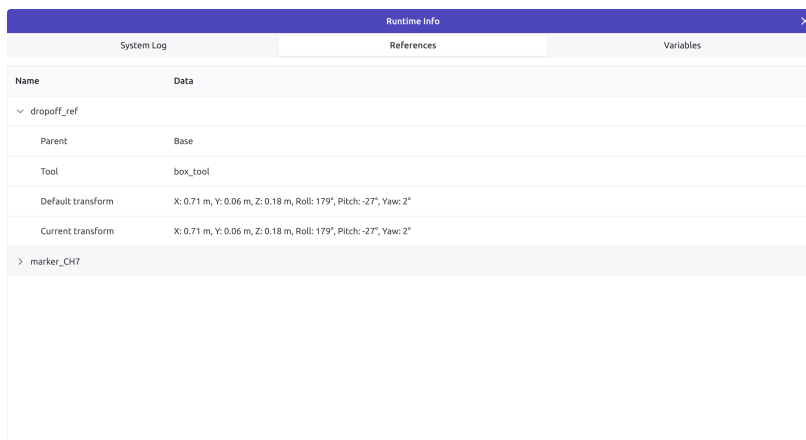 Runtime Info
System Log References Variables
Name Data
dropoff_ref
Parent Base
Tool box_tool
Default transform X: 0.71 m, Y: 0.06 m, Z: 0.18 m, Roll: 179°, Pitch: -27°, Yaw: 2°
Current transform X: 0.71 m, Y: 0.06 m, Z: 0.18 m, Roll: 179°, Pitch: -27°, Yaw: 2°
marker_CH7